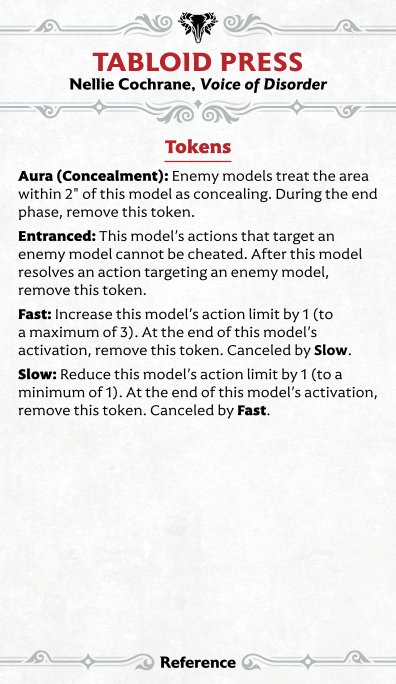 TABLOID PRESS
Nellie Cochrane, Voice of Disorder
Tokens
Aura (Concealment): Enemy models treat the area
within 2" of this model as concealing. During the end
phase, remove this token.
Entranced: This model's actions that target an
enemy model cannot be cheated. After this model
resolves an action targeting an enemy model,
remove this token.
Fast: Increase this model's action limit by 1 (to
a maximum of 3). At the end of this model's
activation, remove this token. Canceled by Slow.
Slow: Reduce this model's action limit by 1 (to a
minimum of 1). At the end of this model's activation,
remove this token. Canceled by Fast.
Reference